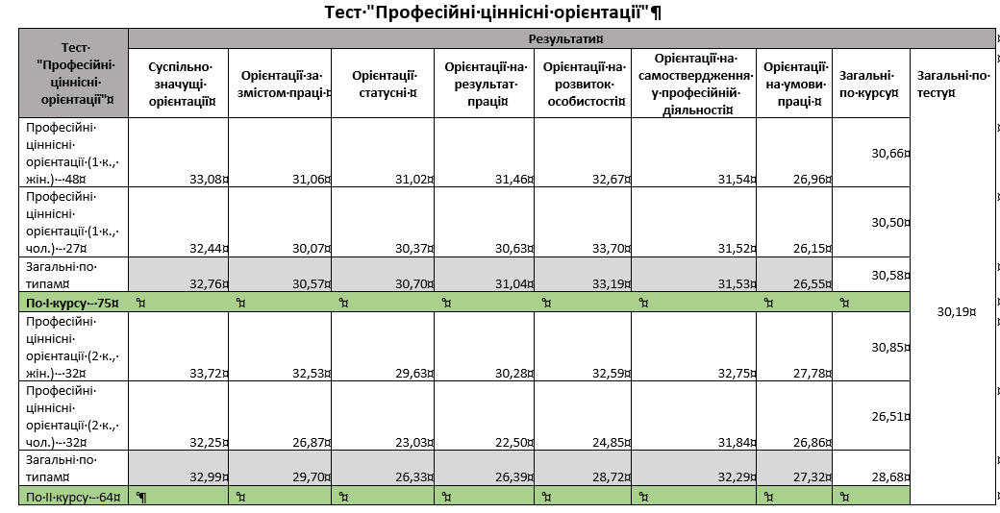 Тест "Професійні ціннісні орієнтації"¶
Тест
"Професійні
ціннісні
орієнтації"¤
Результати¤
Суспільно-
значущі
орієнтації¤
Орієнтації за
змістом праці ¤
Орієнтації
статусні ¤
Орієнтації на
результат
праці¤
Орієнтації на
розвиток
особистості¤
Орієнтації на
самоствердження
у професійній
діяльності¤
Орієнтації
на умови
праці ¤
Загальні
по курсу¤
Загальні по
тесту¤
Професійні
ціннісні
орієнтації (1 к.,
жін.) - 48¤
33,08¤ 31,06¤ 31,02¤ 31,46¤ 32,67¤ 31,54¤ 26,96¤ 30,66¤
Професійні
ціннісні
орієнтації (1 к.,
чол.) - 27¤
32,44¤ 30,07¤ 30,37¤ 30,63¤ 33,70¤ 31,52¤ 26,15¤ 30,50¤
Загальні по
типам¤
32,76¤ 30,57¤ 30,70¤ 31,04¤ 33,19¤ 31,53¤ 26,55¤ 30,58¤
По І курсу - 75¤ °¤ °¤ °¤ °¤ °¤ °¤ °¤ °¤
30,19¤
Професійні
ціннісні
орієнтації (2 к.,
жін.) - 32¤
33,72¤ 32,53¤ 29,63¤ 30,28¤ 32,59¤ 32,75¤ 27,78¤ 30,85¤
Професійні
ціннісні
орієнтації (2 к.,
чол.) - 32¤
32,25¤ 26,87¤ 23,03¤ 22,50¤ 24,85¤ 31,84¤ 26,86¤ 26,51¤
Загальні по
типам¤
32,99¤ 29,70¤ 26,33¤ 26,39¤ 28,72¤ 32,29¤ 27,32¤ 28,68¤
По ІІ курсу - 64¤ °¶ °¤ °¤ °¤ °¤ °¤ °¤ °¤